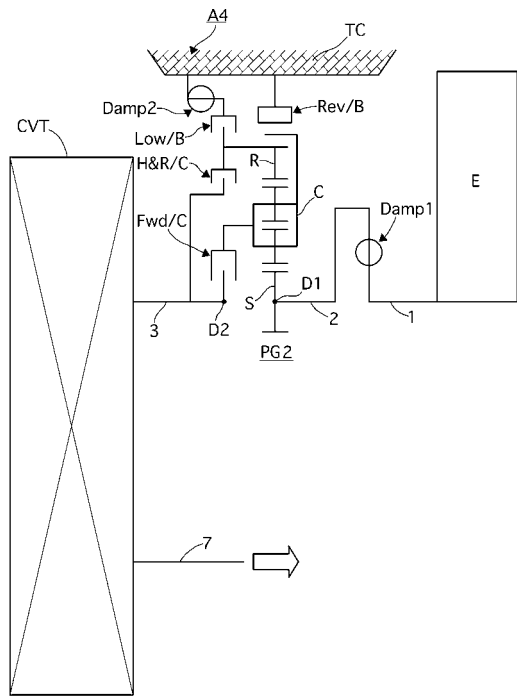 A4
TC
Damp2
Rev/B
CVT
Low/B
H&R/C
R
E
C
Fwd/C
Damp1
S
D1
3
D2
2
1
PG2
7